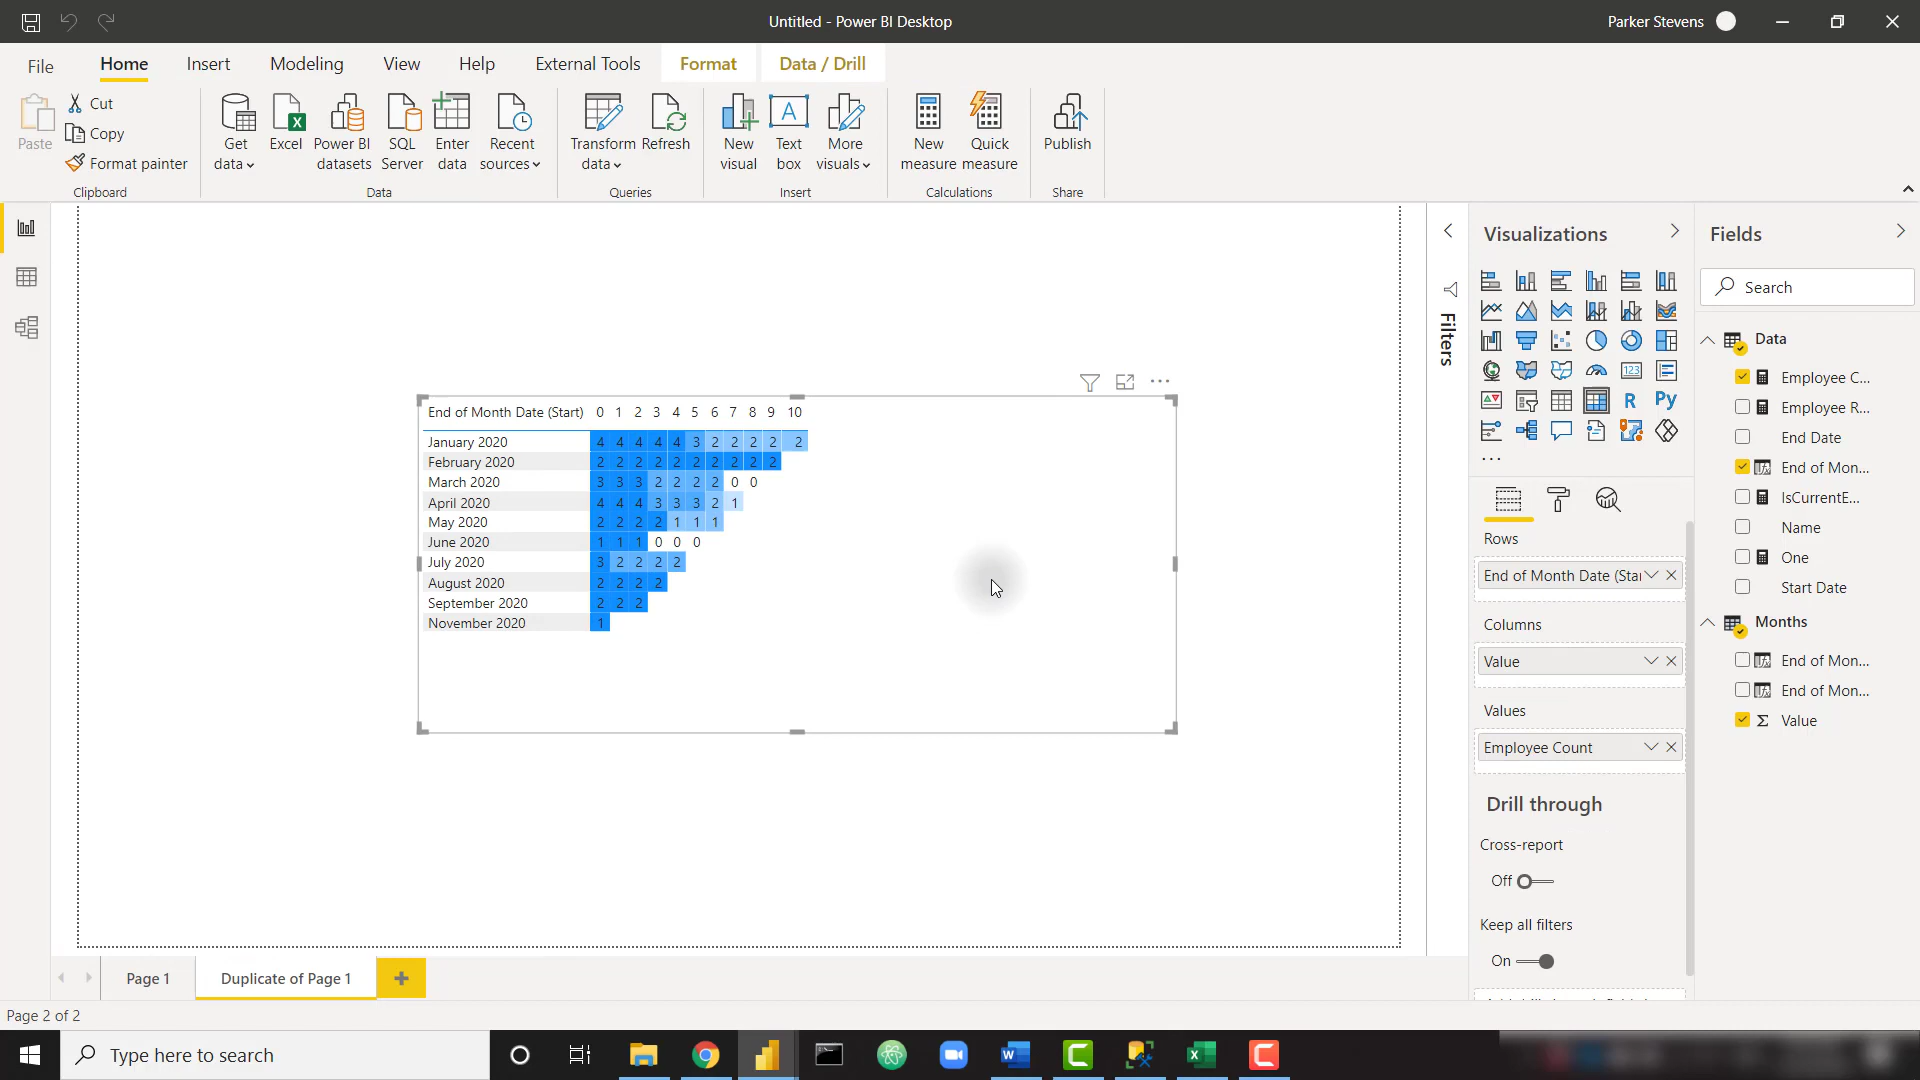 Untitled - Power BI Desktop
Parker Stevens
File Home Insert Modeling View Help External Tools Format Data / Drill
Paste
Cut
Copy
Format painter
Clipboard
Get data
Excel
Power BI datasets
SQL Server
Enter data
Recent sources
Data
Transform data
Refresh
Queries
New visual
Text box
More visuals
Insert
New measure
Quick measure
Calculations
Publish
Share
End of Month Date (Start) 0 1 2 3 4 5 6 7 8 9 10
January 2020 4 4 4 4 4 3 2 2 2 2 2
February 2020 2 2 2 2 2 2 2 2 2 2
March 2020 3 3 3 2 2 2 2 0 0
April 2020 4 4 4 3 3 3 2 1
May 2020 2 2 2 2 1 1 1
June 2020 1 1 1 0 0 0
July 2020 3 2 2 2 2
August 2020 2 2 2 2
September 2020 2 2 2
November 2020 1
Filters
Visualizations
123
R
Py
Rows
End of Month Date (Star
Columns
Value
Values
Employee Count
Drill through
Cross-report
Off
Keep all filters
On
Fields
Search
Data
Employee C...
Employee R...
End Date
End of Mon...
IsCurrentE...
Name
One
Start Date
Months
End of Mon...
End of Mon...
Value
Page 1
Duplicate of Page 1
Page 2 of 2
Type here to search